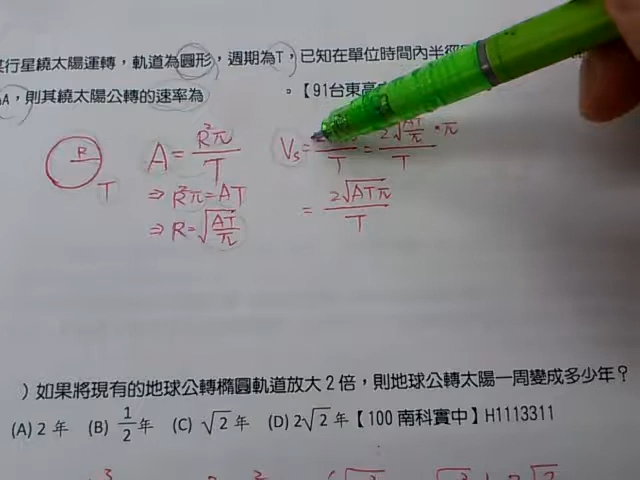 行星繞太陽運轉，軌道為圓形，週期為T，已知在單位時間內半徑
A，則其繞太陽公轉的速率為 。【91台東高
R
T
A = R²π/T
⇒ R²π = AT
⇒ R = √(AT/π)
Vs = /T = 2√(AT/π)·π/T
= 2√(ATπ)/T
）如果將現有的地球公轉橢圓軌道放大 2 倍，則地球公轉太陽一周變成多少年？
(A) 2 年 (B) 1/2 年 (C) √2 年 (D) 2√2 年【100 南科實中】H1113311